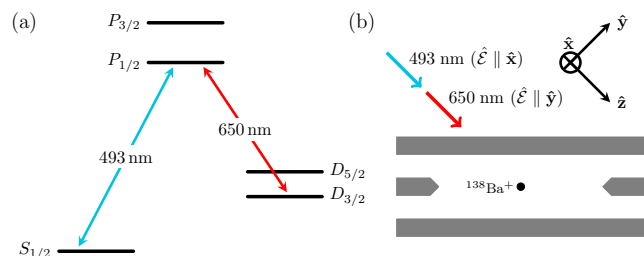 (a)
P₃/₂
P₁/₂
493 nm
650 nm
D₅/₂
D₃/₂
S₁/₂
(b)
493 nm (ℰ̂ ∥ x̂)
650 nm (ℰ̂ ∥ ŷ)
x̂
ŷ
ẑ
¹³⁸Ba⁺